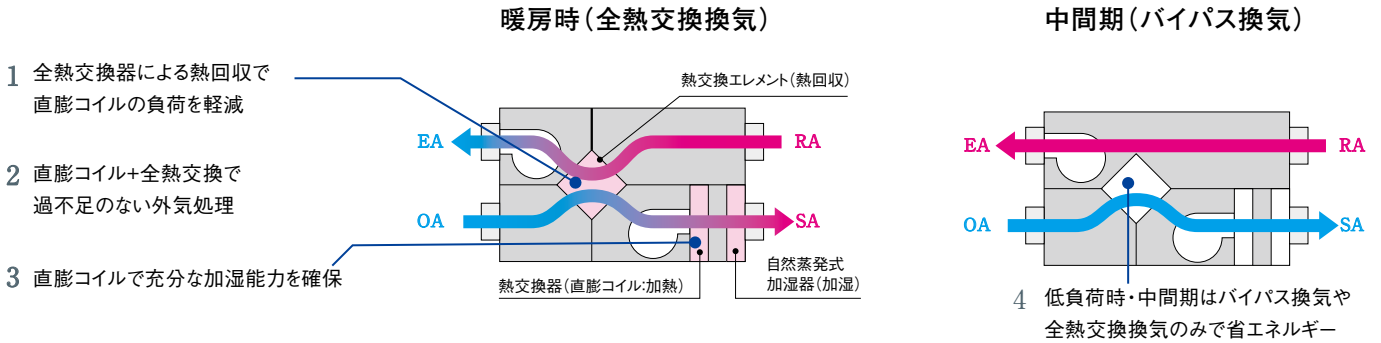 暖房時(全熱交換換気)
中間期(バイパス換気)
1 全熱交換器による熱回収で
直膨コイルの負荷を軽減
2 直膨コイル+全熱交換で
過不足のない外気処理
3 直膨コイルで充分な加湿能力を確保
熱交換エレメント(熱回収)
EA
RA
OA
SA
熱交換器(直膨コイル:加熱)
自然蒸発式
加湿器(加湿)
EA
RA
OA
SA
4 低負荷時・中間期はバイパス換気や
全熱交換換気のみで省エネルギー